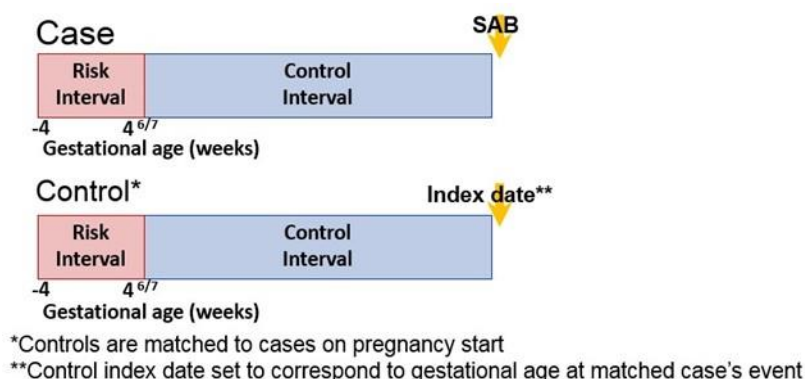 Case
SAB
Risk
Interval
Control
Interval
-4
4 6/7
Gestational age (weeks)
Control*
Index date**
Risk
Interval
Control
Interval
-4
4 6/7
Gestational age (weeks)
*Controls are matched to cases on pregnancy start
**Control index date set to correspond to gestational age at matched case's event